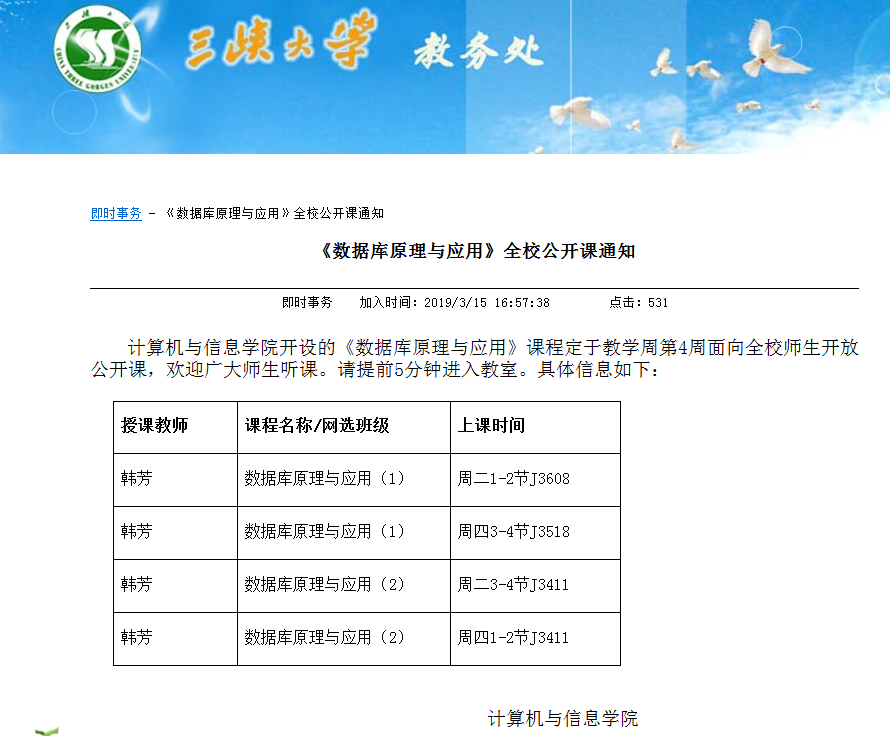 三峡大学 教务处
三峡大学
CHINA THREE GORGES UNIVERSITY
即时事务 - 《数据库原理与应用》全校公开课通知
《数据库原理与应用》全校公开课通知
即时事务 加入时间：2019/3/15 16:57:38 点击：531
计算机与信息学院开设的《数据库原理与应用》课程定于教学周第4周面向全校师生开放
公开课，欢迎广大师生听课。请提前5分钟进入教室。具体信息如下：
授课教师 课程名称/网选班级 上课时间
韩芳 数据库原理与应用（1） 周二1-2节J3608
韩芳 数据库原理与应用（1） 周四3-4节J3518
韩芳 数据库原理与应用（2） 周二3-4节J3411
韩芳 数据库原理与应用（2） 周四1-2节J3411
计算机与信息学院